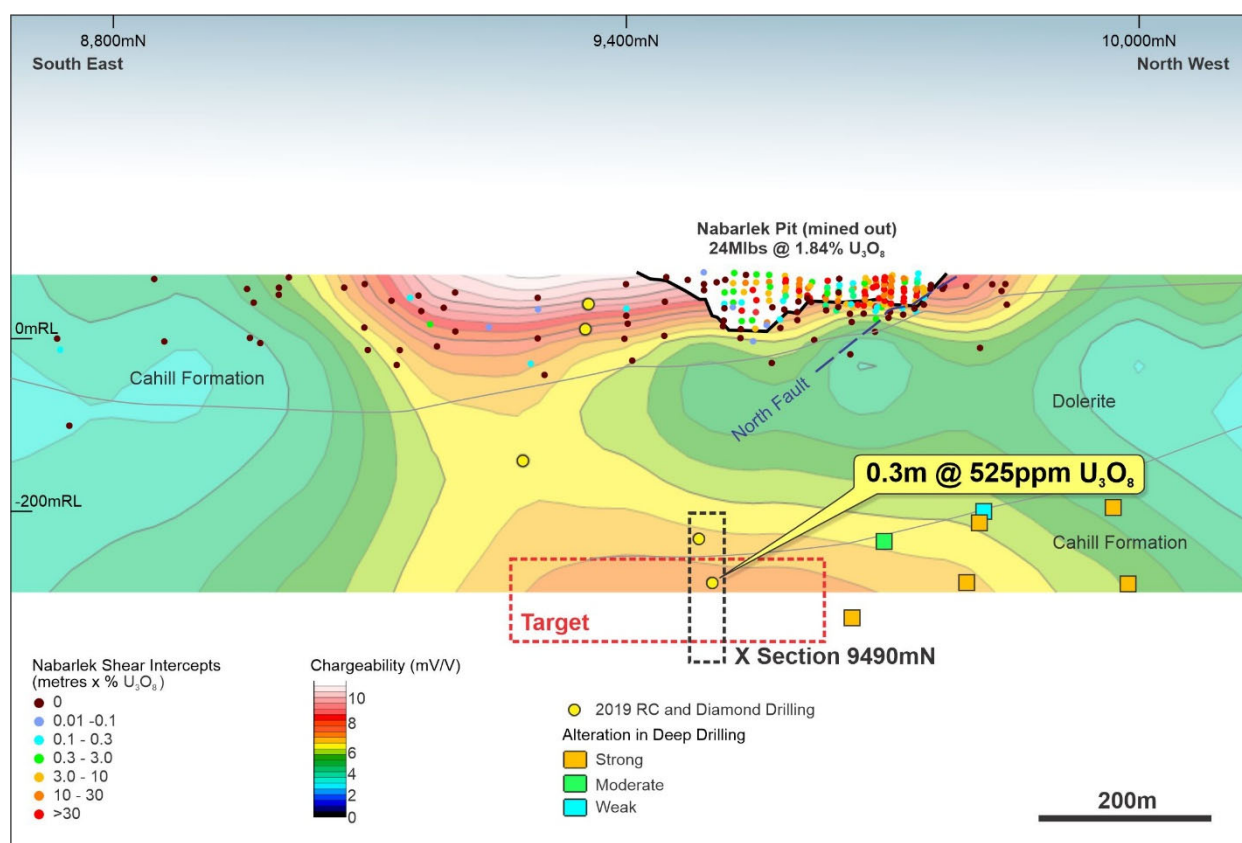 8,800mN
9,400mN
10,000mN
South East
North West
Nabarlek Pit (mined out)
24Mlbs @ 1.84% U₃O₈
0mRL
Cahill Formation
North Fault
Dolerite
0.3m @ 525ppm U₃O₈
-200mRL
Cahill Formation
Target
X Section 9490mN
Nabarlek Shear Intercepts
(metres x % U₃O₈)
0
0.01 -0.1
0.1 - 0.3
0.3 - 3.0
3.0 - 10
10 - 30
>30
Chargeability (mV/V)
10
8
6
4
2
0
2019 RC and Diamond Drilling
Alteration in Deep Drilling
Strong
Moderate
Weak
200m